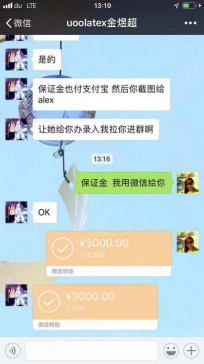 13:19
微信
uoolatex金煜超
是的
保证金也付支付宝 然后你截图给
alex
让她给你办录入我拉你进群啊
13:18
保证金 我用微信给你
OK
¥3000.00
微信转账
¥3000.00
微信转账